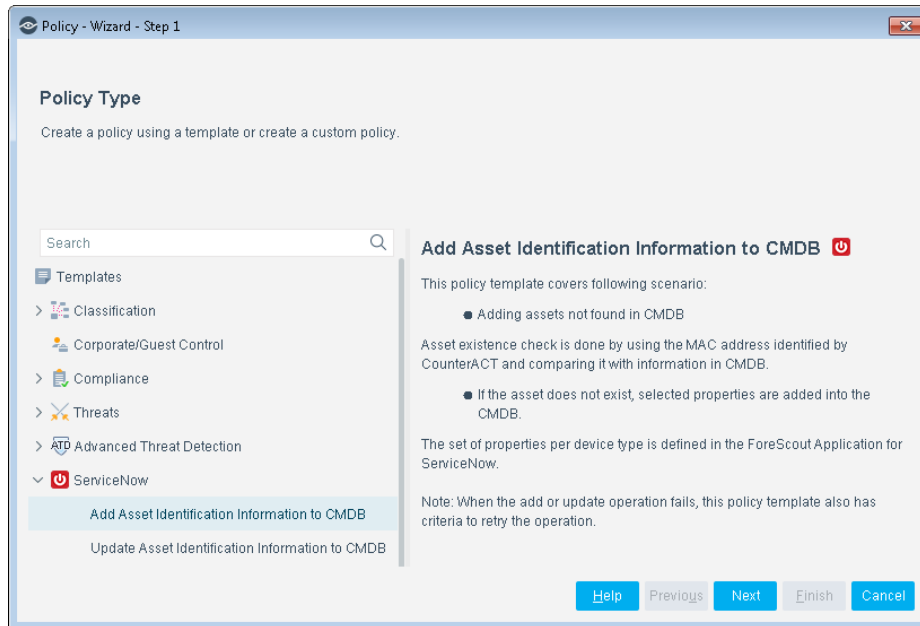 Policy - Wizard - Step 1
Policy Type
Create a policy using a template or create a custom policy.
Search
Templates
Classification
Corporate/Guest Control
Compliance
Threats
ATD Advanced Threat Detection
ServiceNow
Add Asset Identification Information to CMDB
Update Asset Identification Information to CMDB
Add Asset Identification Information to CMDB
This policy template covers following scenario:
● Adding assets not found in CMDB
Asset existence check is done by using the MAC address identified by
CounterACT and comparing it with information in CMDB.
● If the asset does not exist, selected properties are added into the
CMDB.
The set of properties per device type is defined in the ForeScout Application for
ServiceNow.
Note: When the add or update operation fails, this policy template also has
criteria to retry the operation.
Help Previous Next Finish Cancel